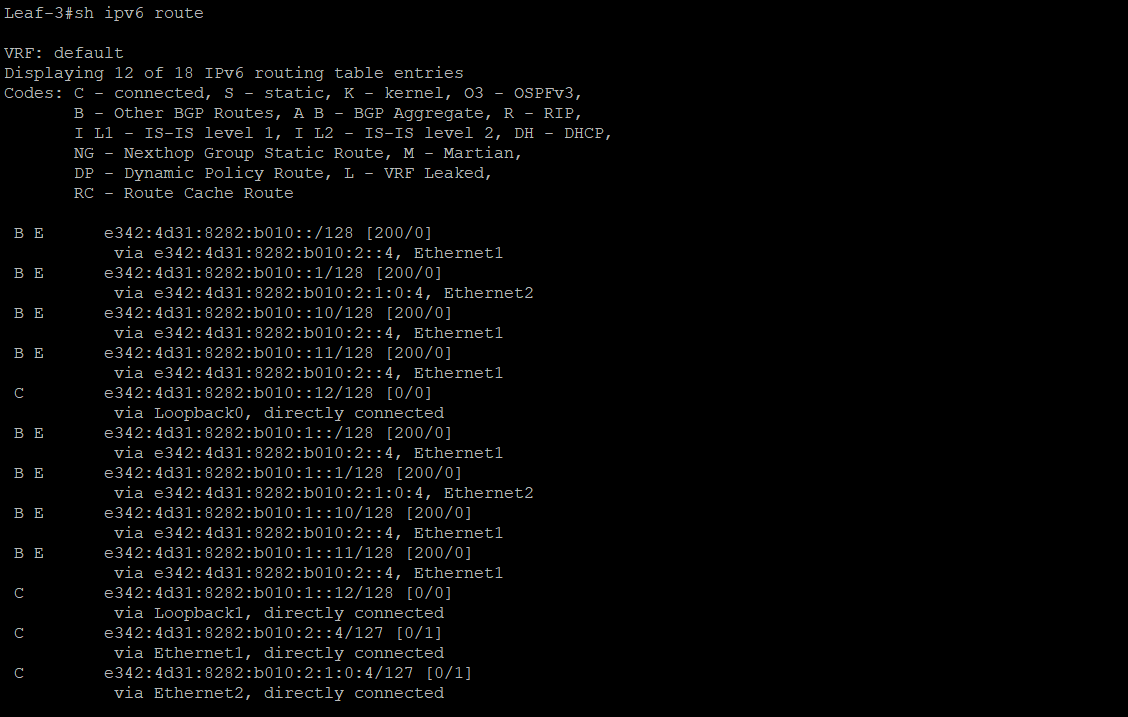 Leaf-3#sh ipv6 route

VRF: default
Displaying 12 of 18 IPv6 routing table entries
Codes: C - connected, S - static, K - kernel, O3 - OSPFv3,
       B - Other BGP Routes, A B - BGP Aggregate, R - RIP,
       I L1 - IS-IS level 1, I L2 - IS-IS level 2, DH - DHCP,
       NG - Nexthop Group Static Route, M - Martian,
       DP - Dynamic Policy Route, L - VRF Leaked,
       RC - Route Cache Route

 B E      e342:4d31:8282:b010::/128 [200/0]
           via e342:4d31:8282:b010:2::4, Ethernet1
 B E      e342:4d31:8282:b010::1/128 [200/0]
           via e342:4d31:8282:b010:2:1:0:4, Ethernet2
 B E      e342:4d31:8282:b010::10/128 [200/0]
           via e342:4d31:8282:b010:2::4, Ethernet1
 B E      e342:4d31:8282:b010::11/128 [200/0]
           via e342:4d31:8282:b010:2::4, Ethernet1
 C        e342:4d31:8282:b010::12/128 [0/0]
           via Loopback0, directly connected
 B E      e342:4d31:8282:b010:1::/128 [200/0]
           via e342:4d31:8282:b010:2::4, Ethernet1
 B E      e342:4d31:8282:b010:1::1/128 [200/0]
           via e342:4d31:8282:b010:2:1:0:4, Ethernet2
 B E      e342:4d31:8282:b010:1::10/128 [200/0]
           via e342:4d31:8282:b010:2::4, Ethernet1
 B E      e342:4d31:8282:b010:1::11/128 [200/0]
           via e342:4d31:8282:b010:2::4, Ethernet1
 C        e342:4d31:8282:b010:1::12/128 [0/0]
           via Loopback1, directly connected
 C        e342:4d31:8282:b010:2::4/127 [0/1]
           via Ethernet1, directly connected
 C        e342:4d31:8282:b010:2:1:0:4/127 [0/1]
           via Ethernet2, directly connected